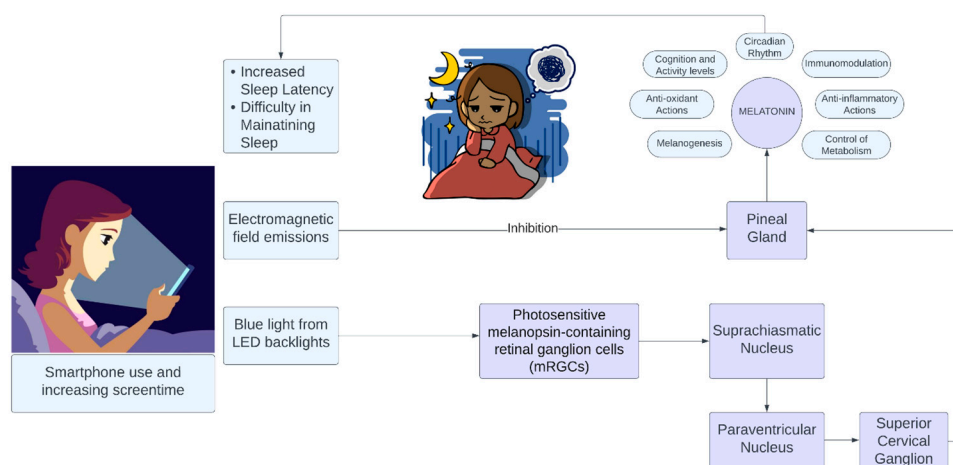 Circadian
Rhythm
Cognition and
Activity levels
Immunomodulation
• Increased
Sleep Latency
• Difficulty in
Mainatining
Sleep
Anti-oxidant
Actions
MELATONIN
Anti-inflammatory
Actions
Melanogenesis
Control of
Metabolism
Electromagnetic
field emissions
Inhibition
Pineal
Gland
Blue light from
LED backlights
Photosensitive
melanopsin-containing
retinal ganglion cells
(mRGCs)
Suprachiasmatic
Nucleus
Smartphone use and
increasing screentime
Paraventricular
Nucleus
Superior
Cervical
Ganglion